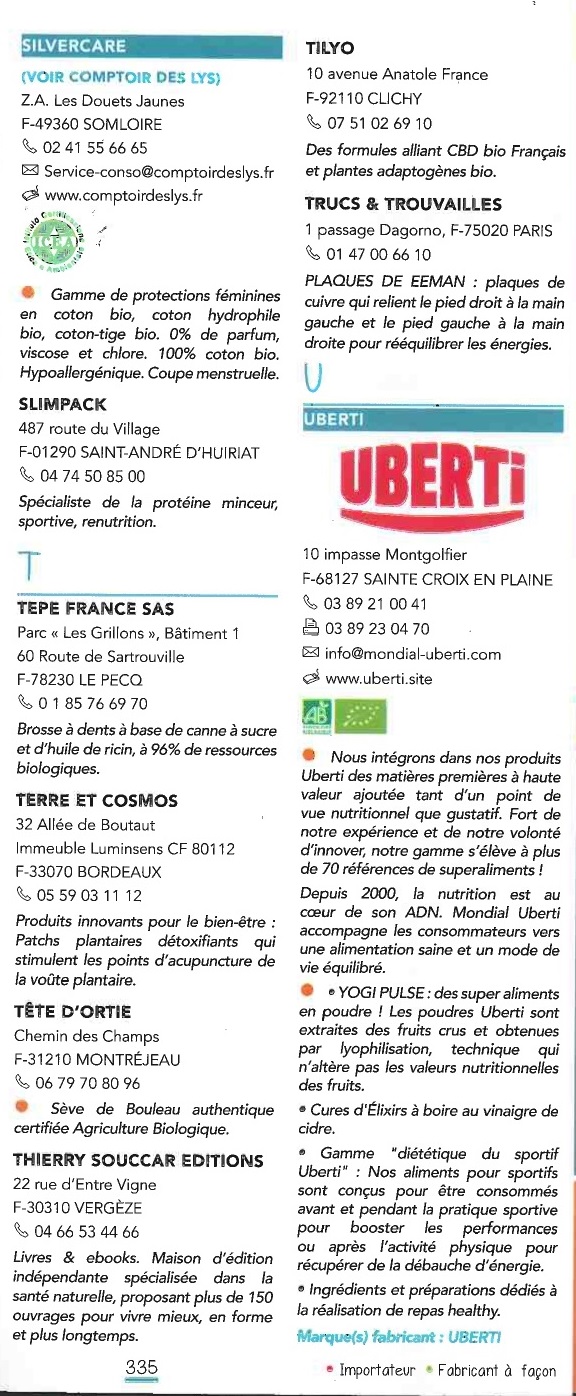 SILVERCARE
(VOIR COMPTOIR DES LYS)
Z.A. Les Douets Jaunes
F-49360 SOMLOIRE
02 41 55 66 65
Service-conso@comptoirdeslys.fr
www.comptoirdeslys.fr
ICEA
Gamme de protections féminines
en coton bio, coton hydrophile
bio, coton-tige bio. 0% de parfum,
viscose et chlore. 100% coton bio.
Hypoallergénique. Coupe menstruelle.
SLIMPACK
487 route du Village
F-01290 SAINT-ANDRÉ D'HUIRIAT
04 74 50 85 00
Spécialiste de la protéine minceur,
sportive, renutrition.
T
TEPE FRANCE SAS
Parc « Les Grillons », Bâtiment 1
60 Route de Sartrouville
F-78230 LE PECQ
0 1 85 76 69 70
Brosse à dents à base de canne à sucre
et d'huile de ricin, à 96% de ressources
biologiques.
TERRE ET COSMOS
32 Allée de Boutaut
Immeuble Luminsens CF 80112
F-33070 BORDEAUX
05 59 03 11 12
Produits innovants pour le bien-être :
Patchs plantaires détoxifiants qui
stimulent les points d'acupuncture de
la voûte plantaire.
TÊTE D'ORTIE
Chemin des Champs
F-31210 MONTRÉJEAU
06 79 70 80 96
Sève de Bouleau authentique
certifiée Agriculture Biologique.
THIERRY SOUCCAR EDITIONS
22 rue d'Entre Vigne
F-30310 VERGÈZE
04 66 53 44 66
Livres & ebooks. Maison d'édition
indépendante spécialisée dans la
santé naturelle, proposant plus de 150
ouvrages pour vivre mieux, en forme
et plus longtemps.
335
TILYO
10 avenue Anatole France
F-92110 CLICHY
07 51 02 69 10
Des formules alliant CBD bio Français
et plantes adaptogènes bio.
TRUCS & TROUVAILLES
1 passage Dagorno, F-75020 PARIS
01 47 00 66 10
PLAQUES DE EEMAN : plaques de
cuivre qui relient le pied droit à la main
gauche et le pied gauche à la main
droite pour rééquilibrer les énergies.
U
UBERTI
UBERTi
10 impasse Montgolfier
F-68127 SAINTE CROIX EN PLAINE
03 89 21 00 41
03 89 23 04 70
info@mondial-uberti.com
www.uberti.site
AB
• Nous intégrons dans nos produits
Uberti des matières premières à haute
valeur ajoutée tant d'un point de
vue nutritionnel que gustatif. Fort de
notre expérience et de notre volonté
d'innover, notre gamme s'élève à plus
de 70 références de superaliments !
Depuis 2000, la nutrition est au
cœur de son ADN. Mondial Uberti
accompagne les consommateurs vers
une alimentation saine et un mode de
vie équilibré.
• • YOGI PULSE : des super aliments
en poudre ! Les poudres Uberti sont
extraites des fruits crus et obtenues
par lyophilisation, technique qui
n'altère pas les valeurs nutritionnelles
des fruits.
• Cures d'Élixirs à boire au vinaigre de
cidre.
• Gamme "diététique du sportif
Uberti" : Nos aliments pour sportifs
sont conçus pour être consommés
avant et pendant la pratique sportive
pour booster les performances
ou après l'activité physique pour
récupérer de la débauche d'énergie.
• Ingrédients et préparations dédiés à
la réalisation de repas healthy.
Marque(s) fabricant : UBERTI
• Importateur • Fabricant à façon